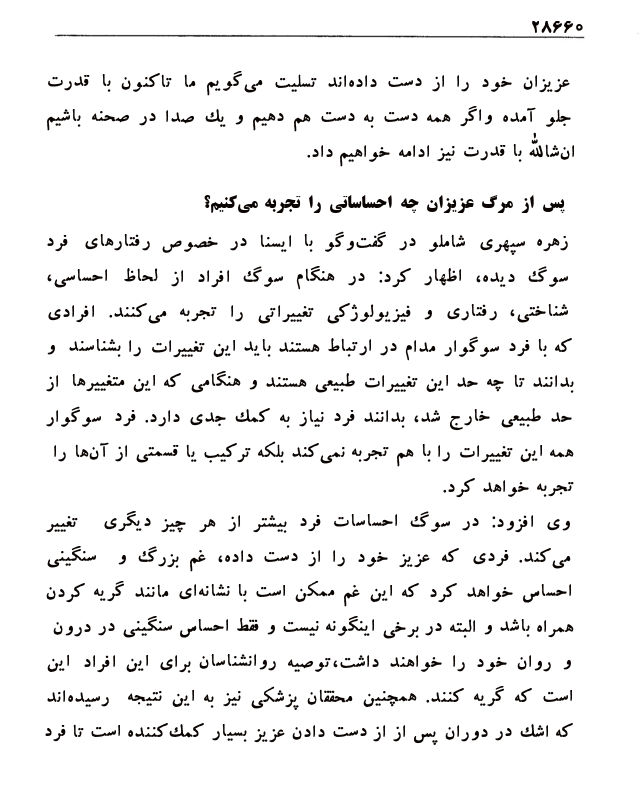 ۲۸۶۶۰
عزیزان خود را از دست داده‌اند تسلیت می‌گویم ما تاکنون با قدرت
جلو آمده واگر همه دست به دست هم دهیم و یك صدا در صحنه باشیم
ان‌شاالله با قدرت نیز ادامه خواهیم داد.
پس از مرگ عزیزان چه احساساتی را تجربه می‌کنیم؟
زهره سپهری شاملو در گفت‌وگو با ایسنا در خصوص رفتارهای فرد
سوگ دیده، اظهار کرد: در هنگام سوگ افراد از لحاظ احساسی،
شناختی، رفتاری و فیزیولوژکی تغییراتی را تجربه می‌کنند. افرادی
که با فرد سوگوار مدام در ارتباط هستند باید این تغییرات را بشناسند و
بدانند تا چه حد این تغییرات طبیعی هستند و هنگامی که این متغییرها از
حد طبیعی خارج شد، بدانند فرد نیاز به کمك جدی دارد. فرد سوگوار
همه این تغییرات را با هم تجربه نمی‌کند بلکه ترکیب یا قسمتی از آن‌ها را
تجربه خواهد کرد.
وی افزود: در سوگ احساسات فرد بیشتر از هر چیز دیگری تغییر
می‌کند. فردی که عزیز خود را از دست داده، غم بزرگ و سنگینی
احساس خواهد کرد که این غم ممکن است با نشانه‌ای مانند گریه کردن
همراه باشد و البته در برخی اینگونه نیست و فقط احساس سنگینی در درون
و روان خود را خواهند داشت،توصیه روانشناسان برای این افراد این
است که گریه کنند. همچنین محققان پزشکی نیز به این نتیجه رسیده‌اند
که اشك در دوران پس از از دست دادن عزیز بسیار کمك‌کننده است تا فرد